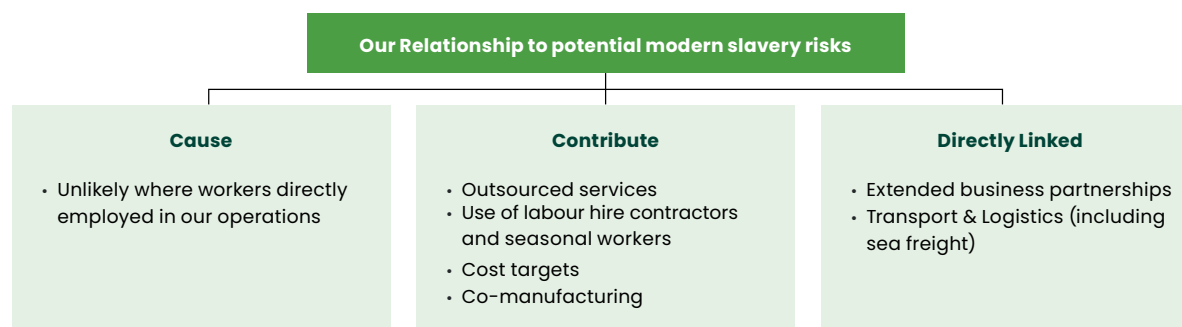 Our Relationship to potential modern slavery risks
Cause
• Unlikely where workers directly
employed in our operations
Contribute
• Outsourced services
• Use of labour hire contractors
and seasonal workers
• Cost targets
• Co-manufacturing
Directly Linked
• Extended business partnerships
• Transport & Logistics (including
sea freight)